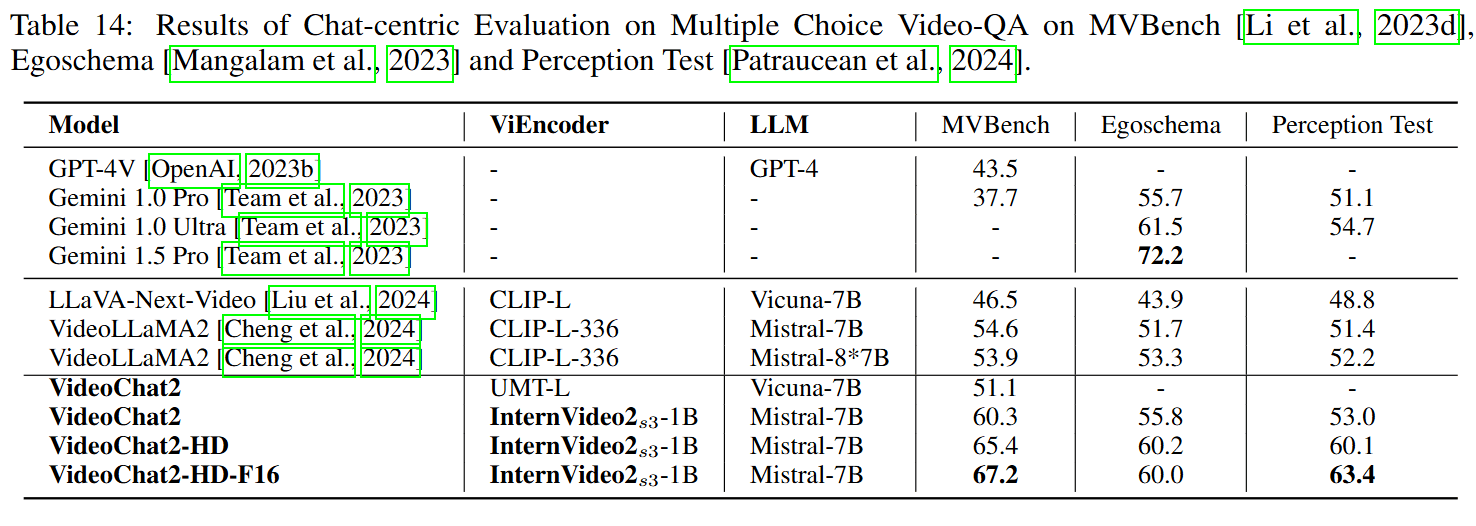 Table 14: Results of Chat-centric Evaluation on Multiple Choice Video-QA on MVBench [Li et al., 2023d],
Egoschema [Mangalam et al., 2023] and Perception Test [Patraucean et al., 2024].
Model ViEncoder LLM MVBench Egoschema Perception Test
GPT-4V [OpenAI, 2023b] - GPT-4 43.5 - -
Gemini 1.0 Pro [Team et al., 2023] - - 37.7 55.7 51.1
Gemini 1.0 Ultra [Team et al., 2023] - - - 61.5 54.7
Gemini 1.5 Pro [Team et al., 2023] - - - 72.2 -
LLaVA-Next-Video [Liu et al., 2024] CLIP-L Vicuna-7B 46.5 43.9 48.8
VideoLLaMA2 [Cheng et al., 2024] CLIP-L-336 Mistral-7B 54.6 51.7 51.4
VideoLLaMA2 [Cheng et al., 2024] CLIP-L-336 Mistral-8*7B 53.9 53.3 52.2
VideoChat2 UMT-L Vicuna-7B 51.1 - -
VideoChat2 InternVideo2s3-1B Mistral-7B 60.3 55.8 53.0
VideoChat2-HD InternVideo2s3-1B Mistral-7B 65.4 60.2 60.1
VideoChat2-HD-F16 InternVideo2s3-1B Mistral-7B 67.2 60.0 63.4